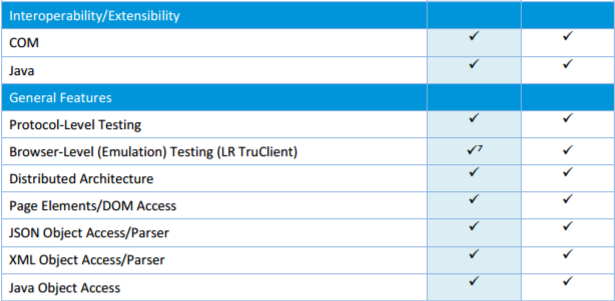 Interoperability/Extensibility
COM ✓ ✓
Java ✓ ✓
General Features
Protocol-Level Testing ✓ ✓
Browser-Level (Emulation) Testing (LR TruClient) ✓7 ✓
Distributed Architecture ✓ ✓
Page Elements/DOM Access ✓ ✓
JSON Object Access/Parser ✓ ✓
XML Object Access/Parser ✓ ✓
Java Object Access ✓ ✓